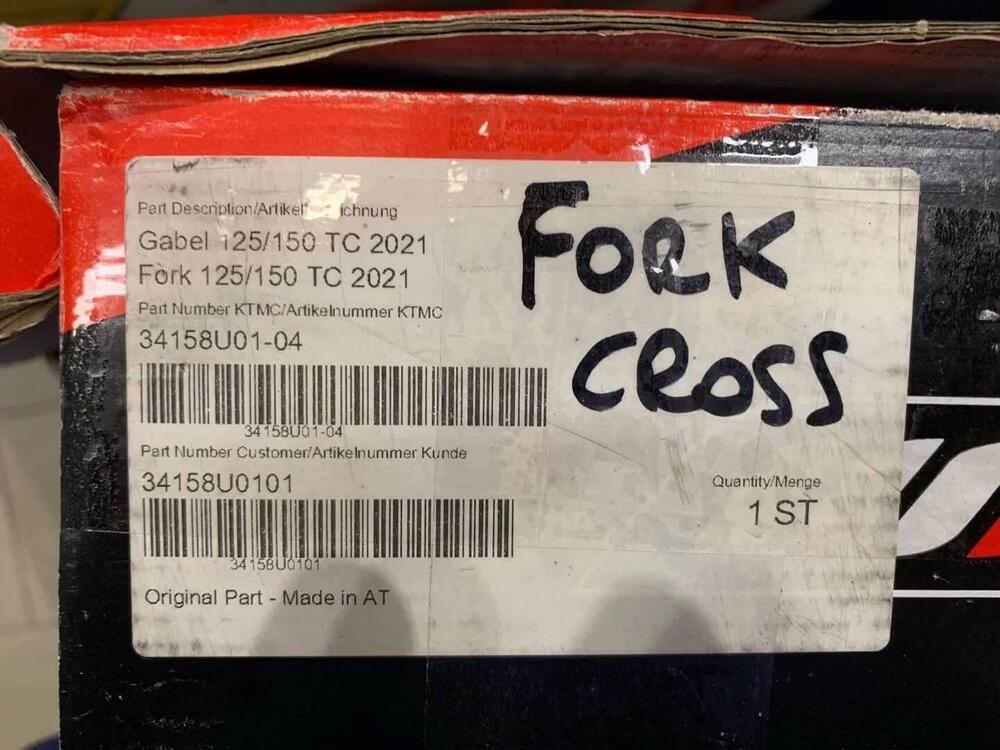 Part Description/Artikelbezeichnung
Gabel 125/150 TC 2021
Fork 125/150 TC 2021
Part Number KTMC/Artikelnummer KTMC
34158U01-04
34158U01-04
Part Number Customer/Artikelnummer Kunde
34158U0101
34158U0101
Original Part - Made in AT
Quantity/Menge
1 ST
FORK
CROSS